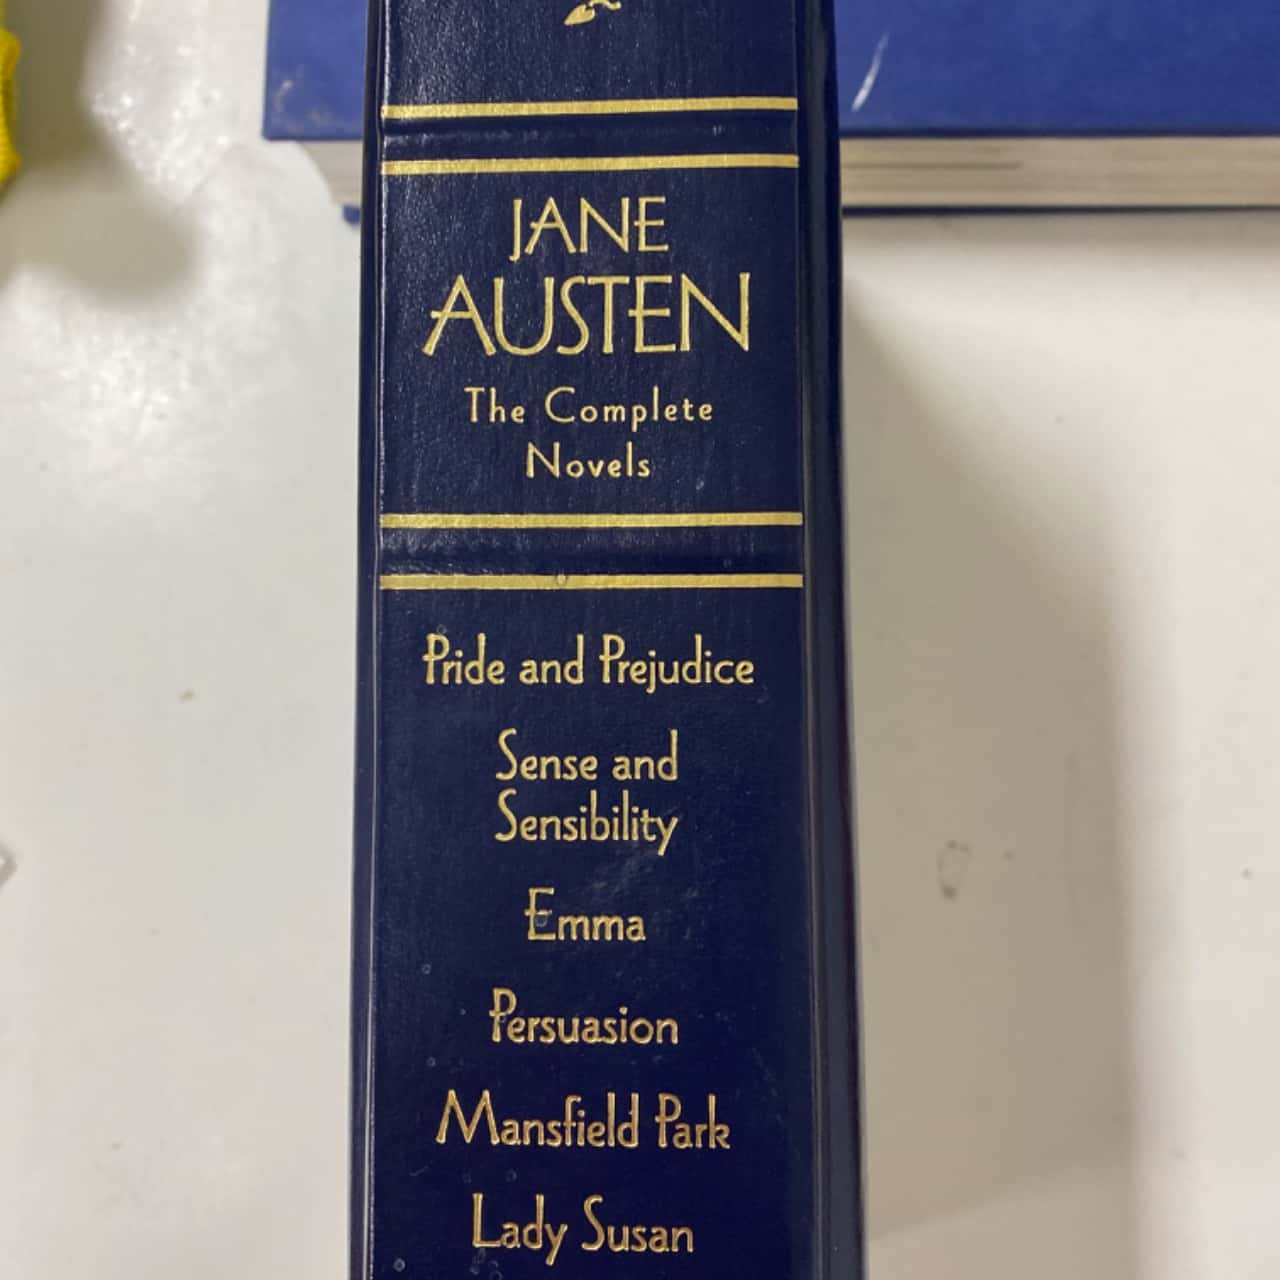 JANE
AUSTEN
The Complete
Novels
Pride and Prejudice
Sense and
Sensibility
Emma
Persuasion
Mansfield Park
Lady Susan